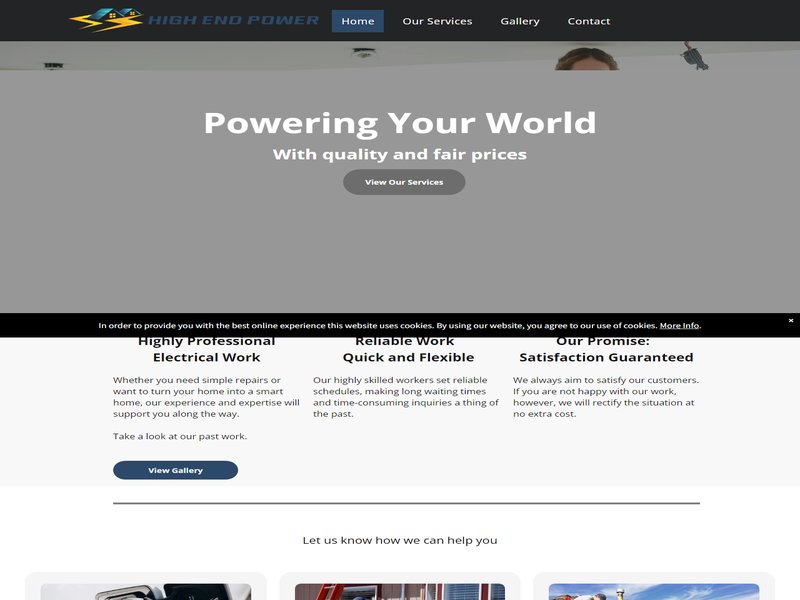 HIGH END POWER
Home
Our Services
Gallery
Contact
Powering Your World
With quality and fair prices
View Our Services
In order to provide you with the best online experience this website uses cookies. By using our website, you agree to our use of cookies. More Info.
×
Highly Professional
Electrical Work
Whether you need simple repairs or
want to turn your home into a smart
home, our experience and expertise will
support you along the way.
Take a look at our past work.
View Gallery
Reliable Work
Quick and Flexible
Our highly skilled workers set reliable
schedules, making long waiting times
and time-consuming inquiries a thing of
the past.
Our Promise:
Satisfaction Guaranteed
We always aim to satisfy our customers.
If you are not happy with our work,
however, we will rectify the situation at
no extra cost.
Let us know how we can help you